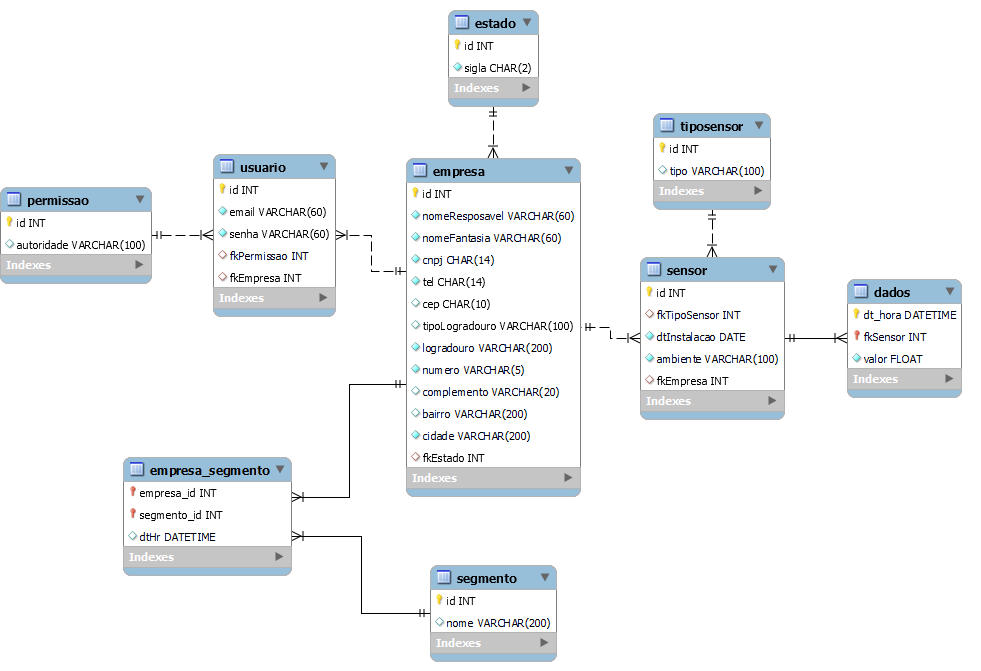 estado
id INT
sigla CHAR(2)
Indexes
tiposensor
id INT
tipo VARCHAR(100)
Indexes
usuario
id INT
email VARCHAR(60)
senha VARCHAR(60)
fkPermissao INT
fkEmpresa INT
Indexes
empresa
id INT
nomeResposavel VARCHAR(60)
nomeFantasia VARCHAR(60)
cnpj CHAR(14)
tel CHAR(14)
cep CHAR(10)
tipoLogradouro VARCHAR(100)
logradouro VARCHAR(200)
numero VARCHAR(5)
complemento VARCHAR(20)
bairro VARCHAR(200)
cidade VARCHAR(200)
fkEstado INT
Indexes
permissao
id INT
autoridade VARCHAR(100)
Indexes
sensor
id INT
fkTipoSensor INT
dtInstalacao DATE
ambiente VARCHAR(100)
fkEmpresa INT
Indexes
dados
dt_hora DATETIME
fkSensor INT
valor FLOAT
Indexes
empresa_segmento
empresa_id INT
segmento_id INT
dtHr DATETIME
Indexes
segmento
id INT
nome VARCHAR(200)
Indexes